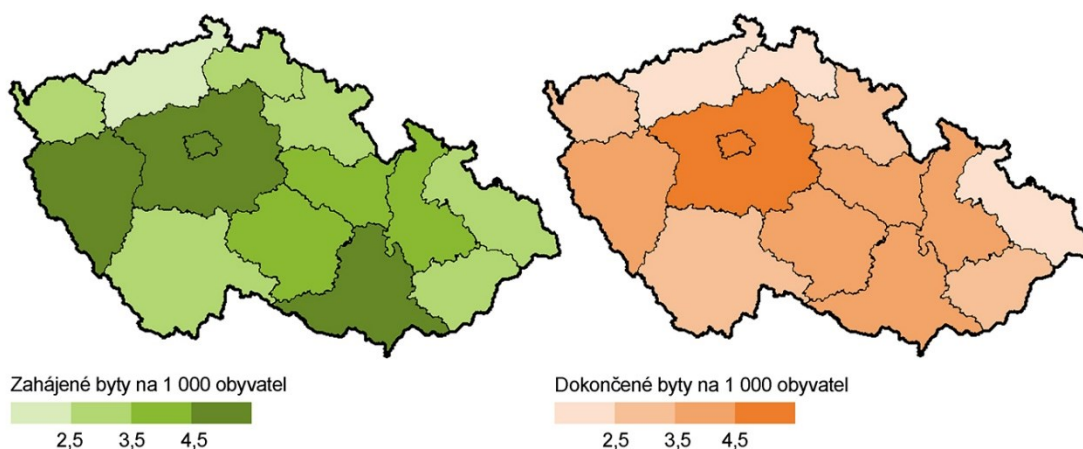 Zahájené byty na 1 000 obyvatel
2,5 3,5 4,5
Dokončené byty na 1 000 obyvatel
2,5 3,5 4,5